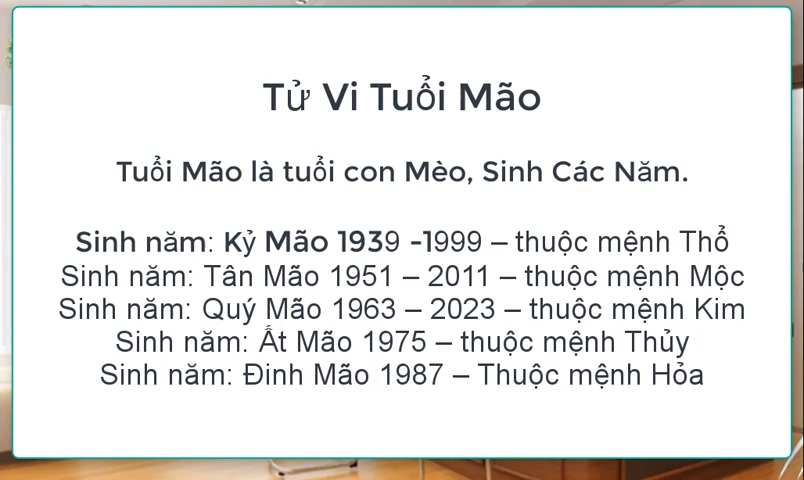 Tử Vi Tuổi Mão
Tuổi Mão là tuổi con Mèo, Sinh Các Năm.
Sinh năm: Kỷ Mão 1939 -1999 – thuộc mệnh Thổ
Sinh năm: Tân Mão 1951 – 2011 – thuộc mệnh Mộc
Sinh năm: Quý Mão 1963 – 2023 – thuộc mệnh Kim
Sinh năm: Ất Mão 1975 – thuộc mệnh Thủy
Sinh năm: Đinh Mão 1987 – Thuộc mệnh Hỏa